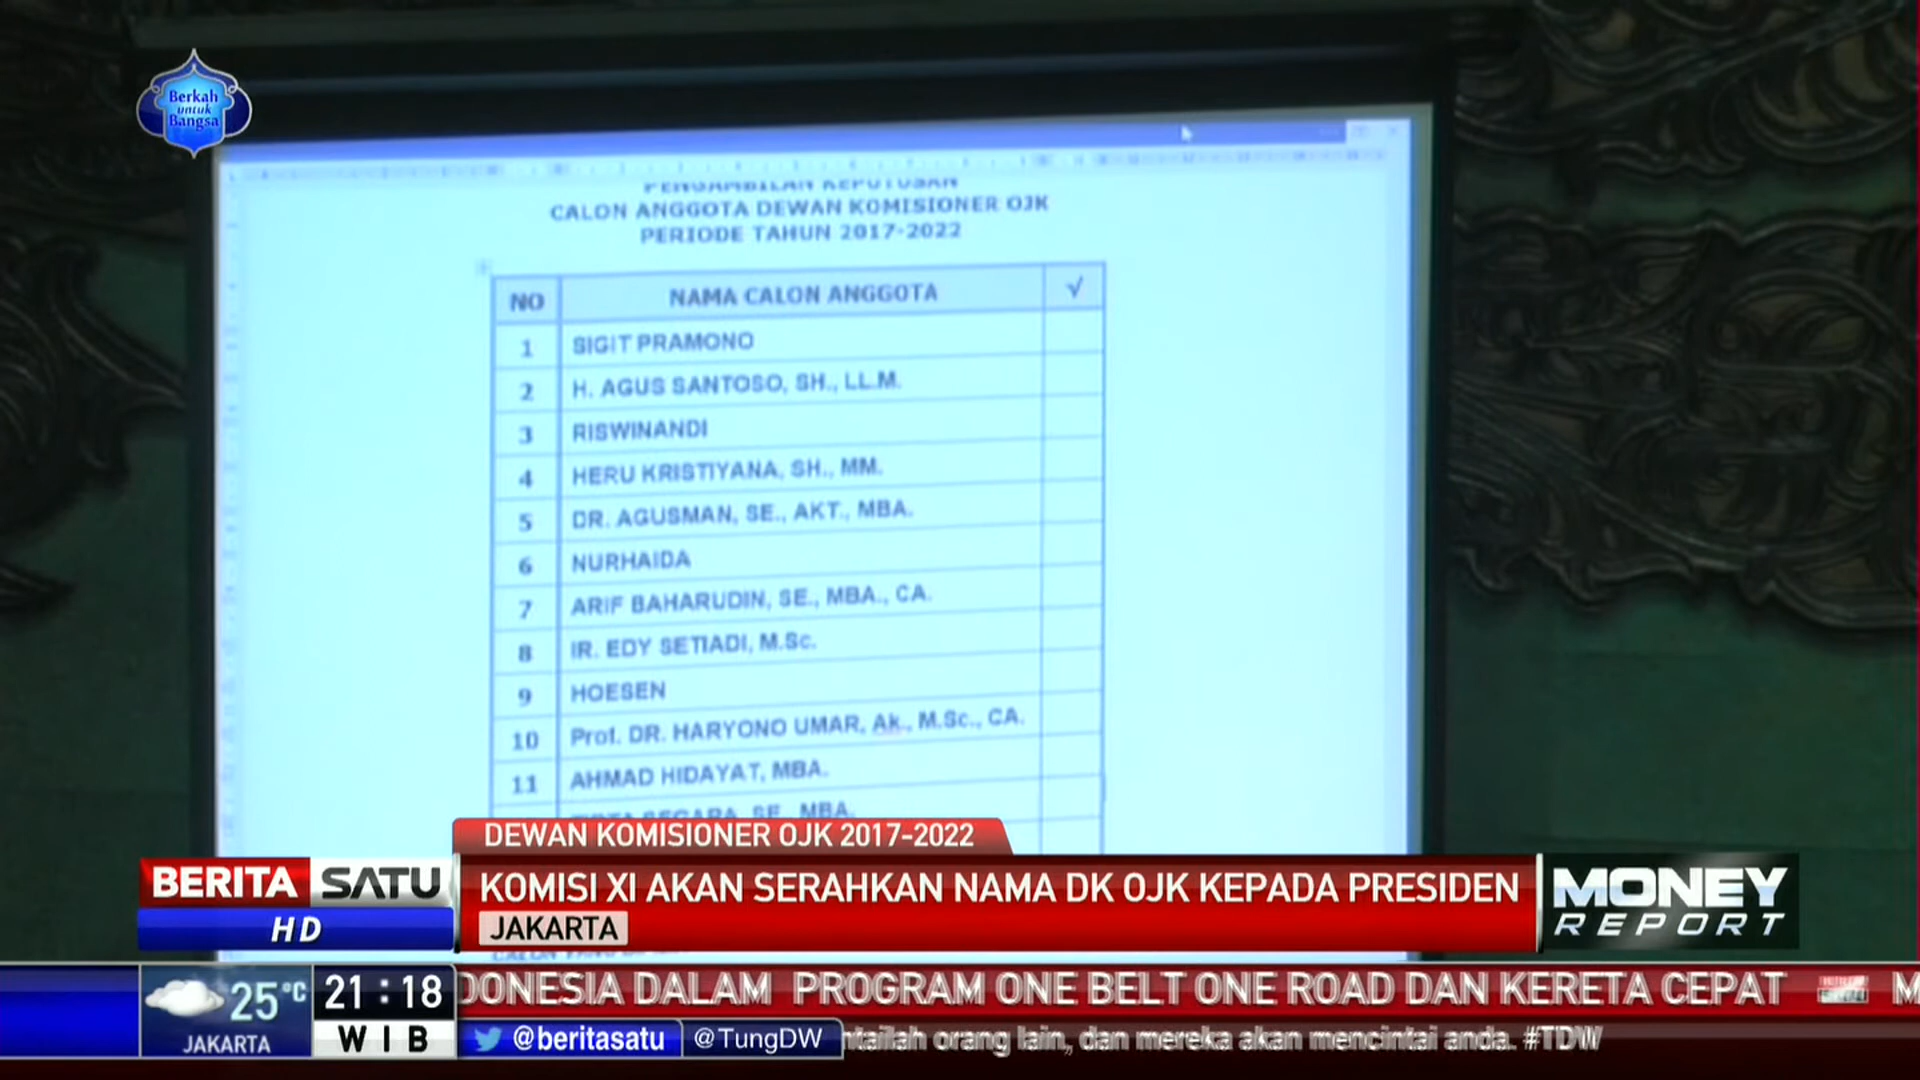 Berkah
untuk
Bangsa
PENGAMBILAN KEPUTUSAN
CALON ANGGOTA DEWAN KOMISIONER OJK
PERIODE TAHUN 2017-2022
NO NAMA CALON ANGGOTA √
1 SIGIT PRAMONO
2 H. AGUS SANTOSO, SH., LL.M.
3 RISWINANDI
4 HERU KRISTIYANA, SH., MM.
5 DR. AGUSMAN, SE., AKT., MBA.
6 NURHAIDA
7 ARIF BAHARUDIN, SE., MBA., CA.
8 IR. EDY SETIADI, M.Sc.
9 HOESEN
10 Prof. DR. HARYONO UMAR, Ak., M.Sc., CA.
11 AHMAD HIDAYAT, MBA.
SEGARA, SE., MBA.
DEWAN KOMISIONER OJK 2017-2022
BERITA SATU
HD
KOMISI XI AKAN SERAHKAN NAMA DK OJK KEPADA PRESIDEN
JAKARTA
MONEY
REPORT
25°C
JAKARTA
21:18
WIB
DONESIA DALAM PROGRAM ONE BELT ONE ROAD DAN KERETA CEPAT M
@beritasatu @TungDW ntailah orang lain, dan mereka akan mencintai anda. #TDW